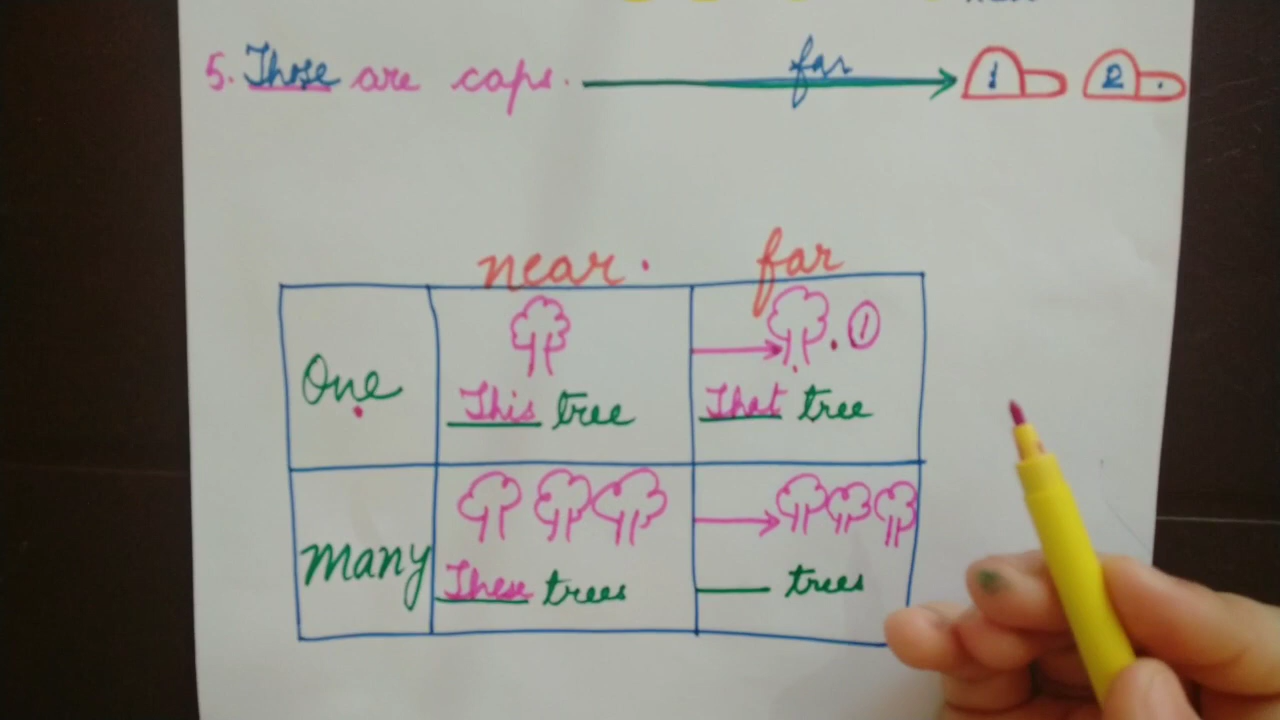 5. Those are caps. far 1 2
near. far
1
One This tree That tree
Many These trees ___ trees